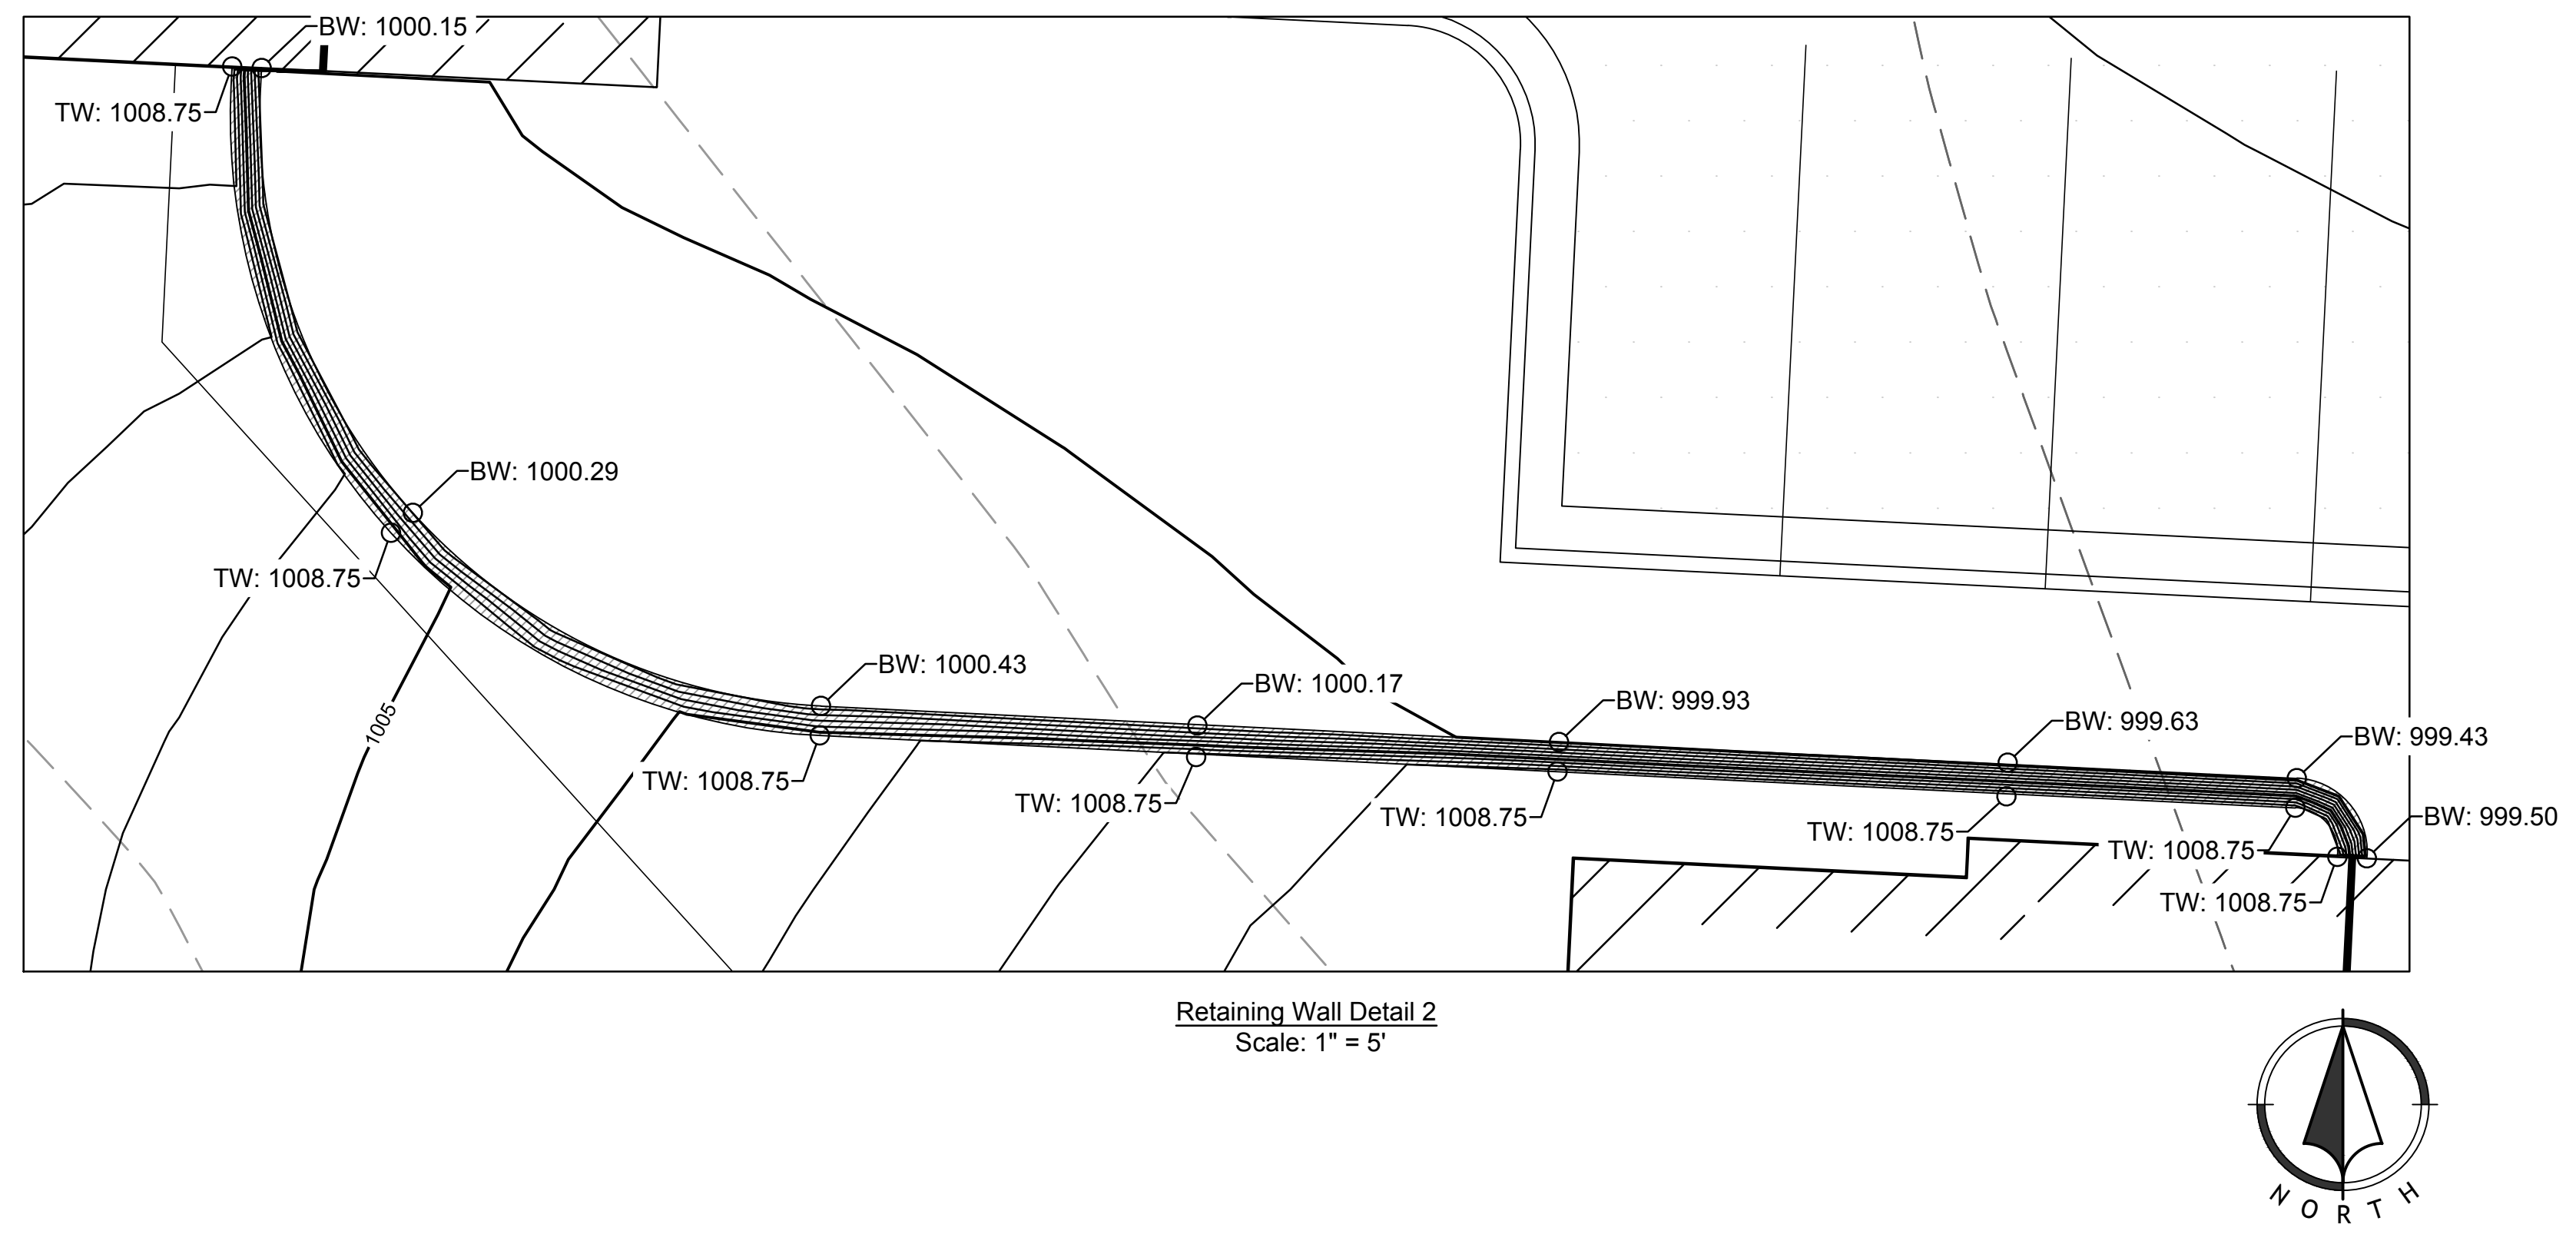 BW: 1000.15
TW: 1008.75
BW: 1000.29
TW: 1008.75
BW: 1000.43
BW: 1000.17
BW: 999.93
BW: 999.63
BW: 999.43
1005
TW: 1008.75
TW: 1008.75
TW: 1008.75
TW: 1008.75
TW: 1008.75
BW: 999.50
TW: 1008.75
Retaining Wall Detail 2
Scale: 1" = 5'
NORTH